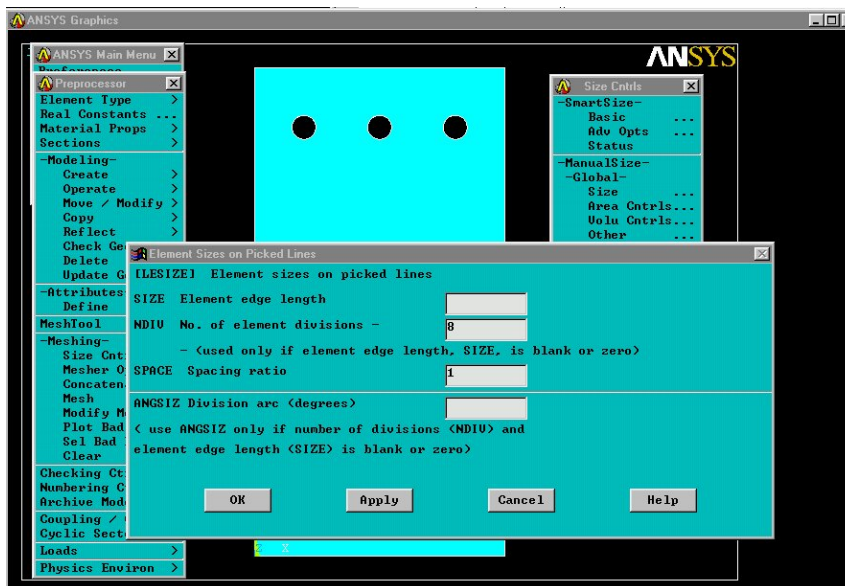 ANSYS Graphics
ANSYS
ANSYS Main Menu
Preferences
Preprocessor
Element Type >
Real Constants ...
Material Props >
Sections >
-Modeling-
Create >
Operate >
Move / Modify >
Copy >
Reflect >
Check Ge
Delete
Update G
-Attributes
Define
MeshTool
-Meshing-
Size Cnt
Mesher O
Concaten
Mesh
Modify M
Plot Bad
Sel Bad
Clear
Checking Ct
Numbering C
Archive Mod
Coupling /
Cyclic Sect
Loads >
Physics Environ >
Size Cntrls
-SmartSize-
Basic ...
Adv Opts ...
Status
-ManualSize-
-Global-
Size ...
Area Cntrls...
Volu Cntrls...
Other ...
Element Sizes on Picked Lines
[LESIZE] Element sizes on picked lines
SIZE Element edge length
NDIV No. of element divisions - 8
- (used only if element edge length, SIZE, is blank or zero)
SPACE Spacing ratio 1
ANGSIZ Division arc (degrees)
( use ANGSIZ only if number of divisions (NDIV) and
element edge length (SIZE) is blank or zero)
OK Apply Cancel Help
Z X